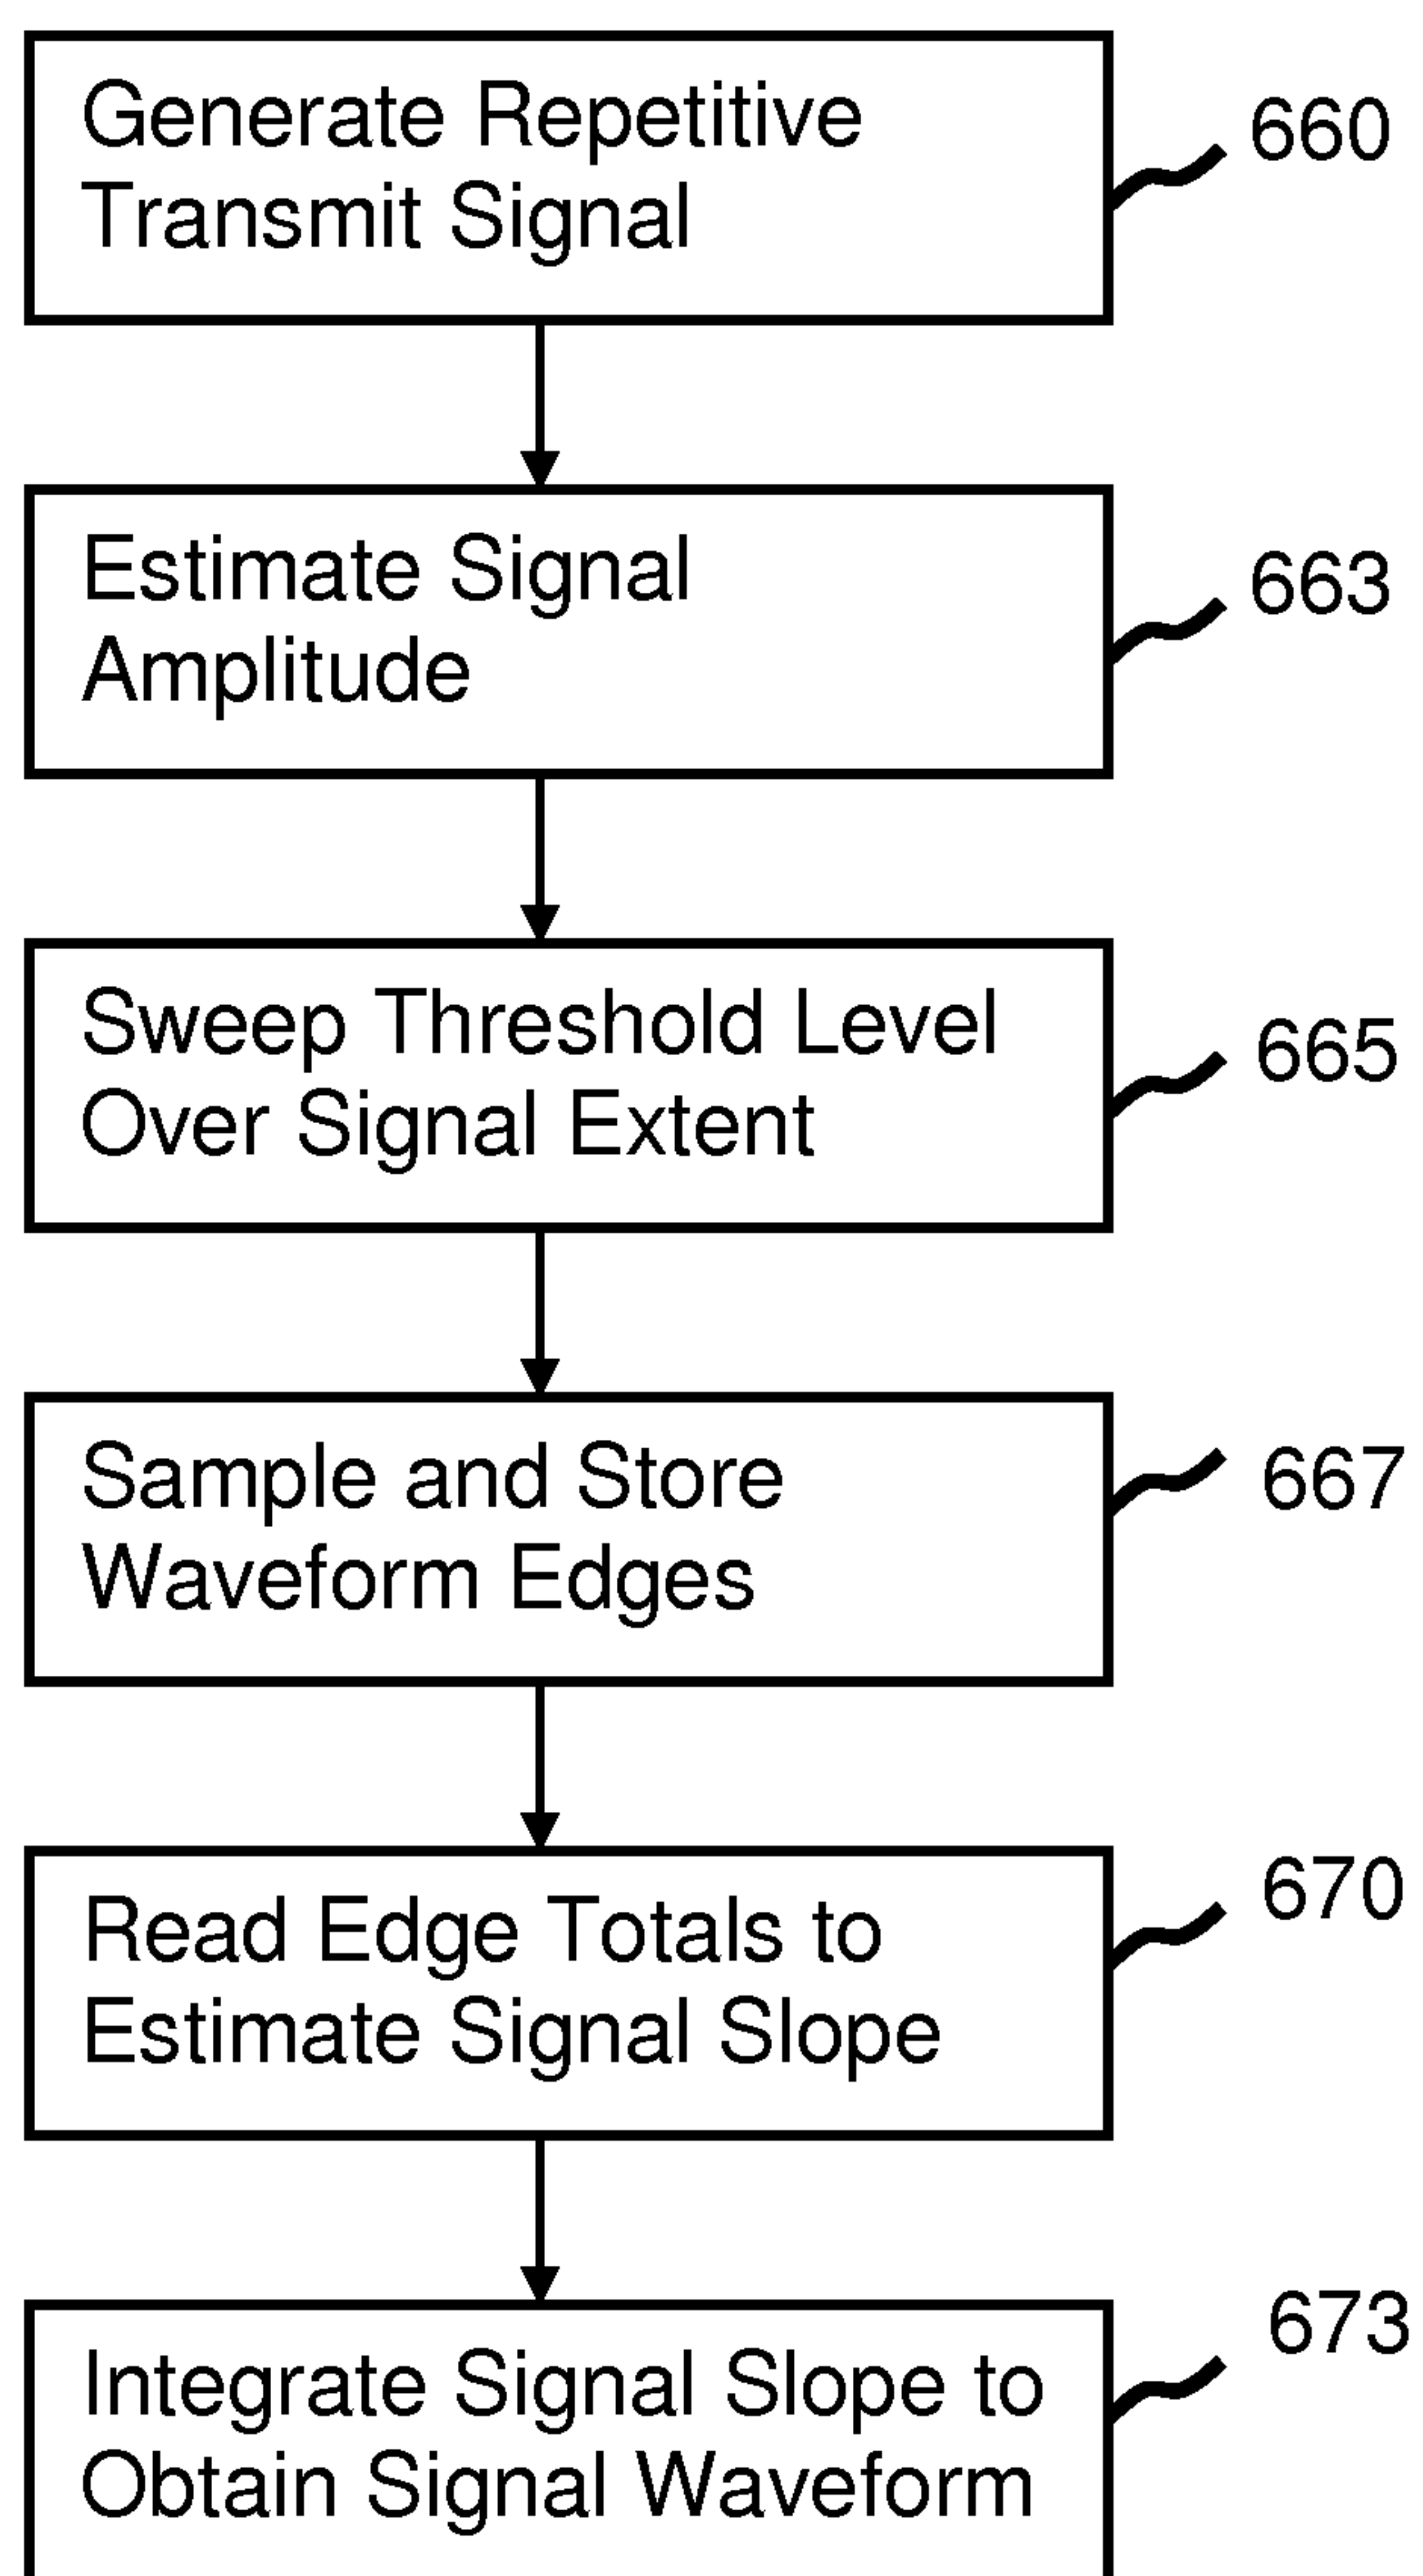 Generate Repetitive
Transmit Signal
660
Estimate Signal
Amplitude
663
Sweep Threshold Level
Over Signal Extent
665
Sample and Store
Waveform Edges
667
Read Edge Totals to
Estimate Signal Slope
670
Integrate Signal Slope to
Obtain Signal Waveform
673